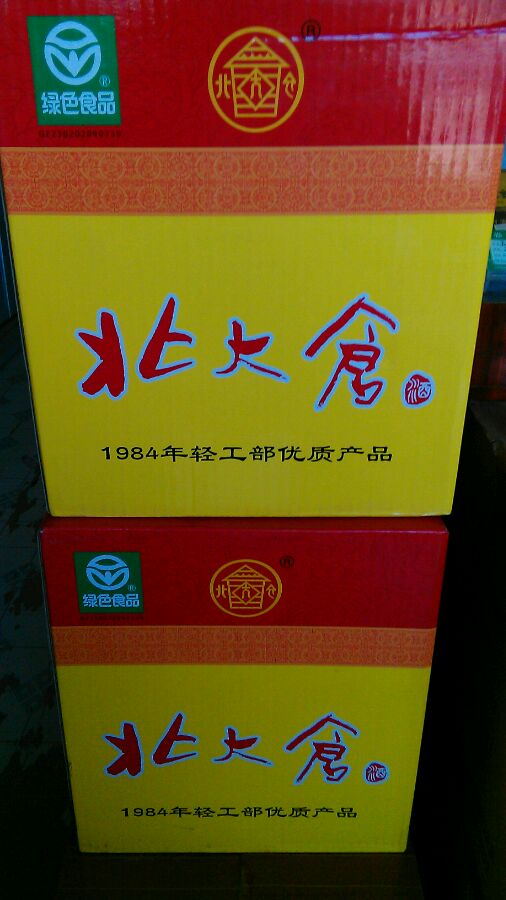 绿色食品
®
北大仓
®
北大仓
酒
1984年轻工部优质产品
绿色食品
®
北大仓
®
北大仓
酒
1984年轻工部优质产品